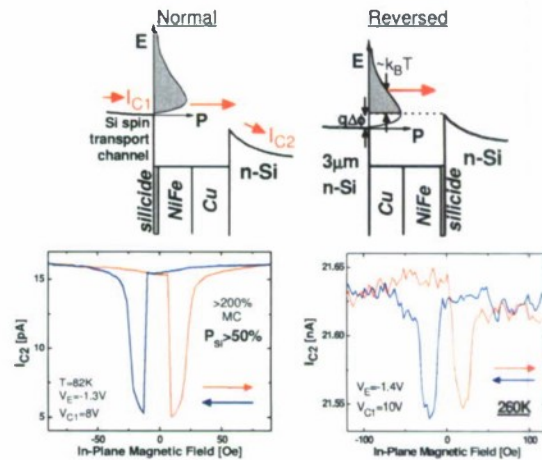 Normal
E
I_C1
P
Si spin
transport
channel
I_C2
n-Si
silicide
NiFe
Cu
Reversed
E
~k_BT
qΔϕ
P
3μm
n-Si
n-Si
Cu
NiFe
silicide
I_C2 [pA]
15
10
5
>200%
MC
P_Si>50%
T=82K
V_E=-1.3V
V_C1=8V
-50
0
50
In-Plane Magnetic Field [Oe]
I_C2 [nA]
21.65
21.60
21.55
V_E=-1.4V
V_C1=10V
260K
-100
0
100
In-Plane Magnetic Field [Oe]